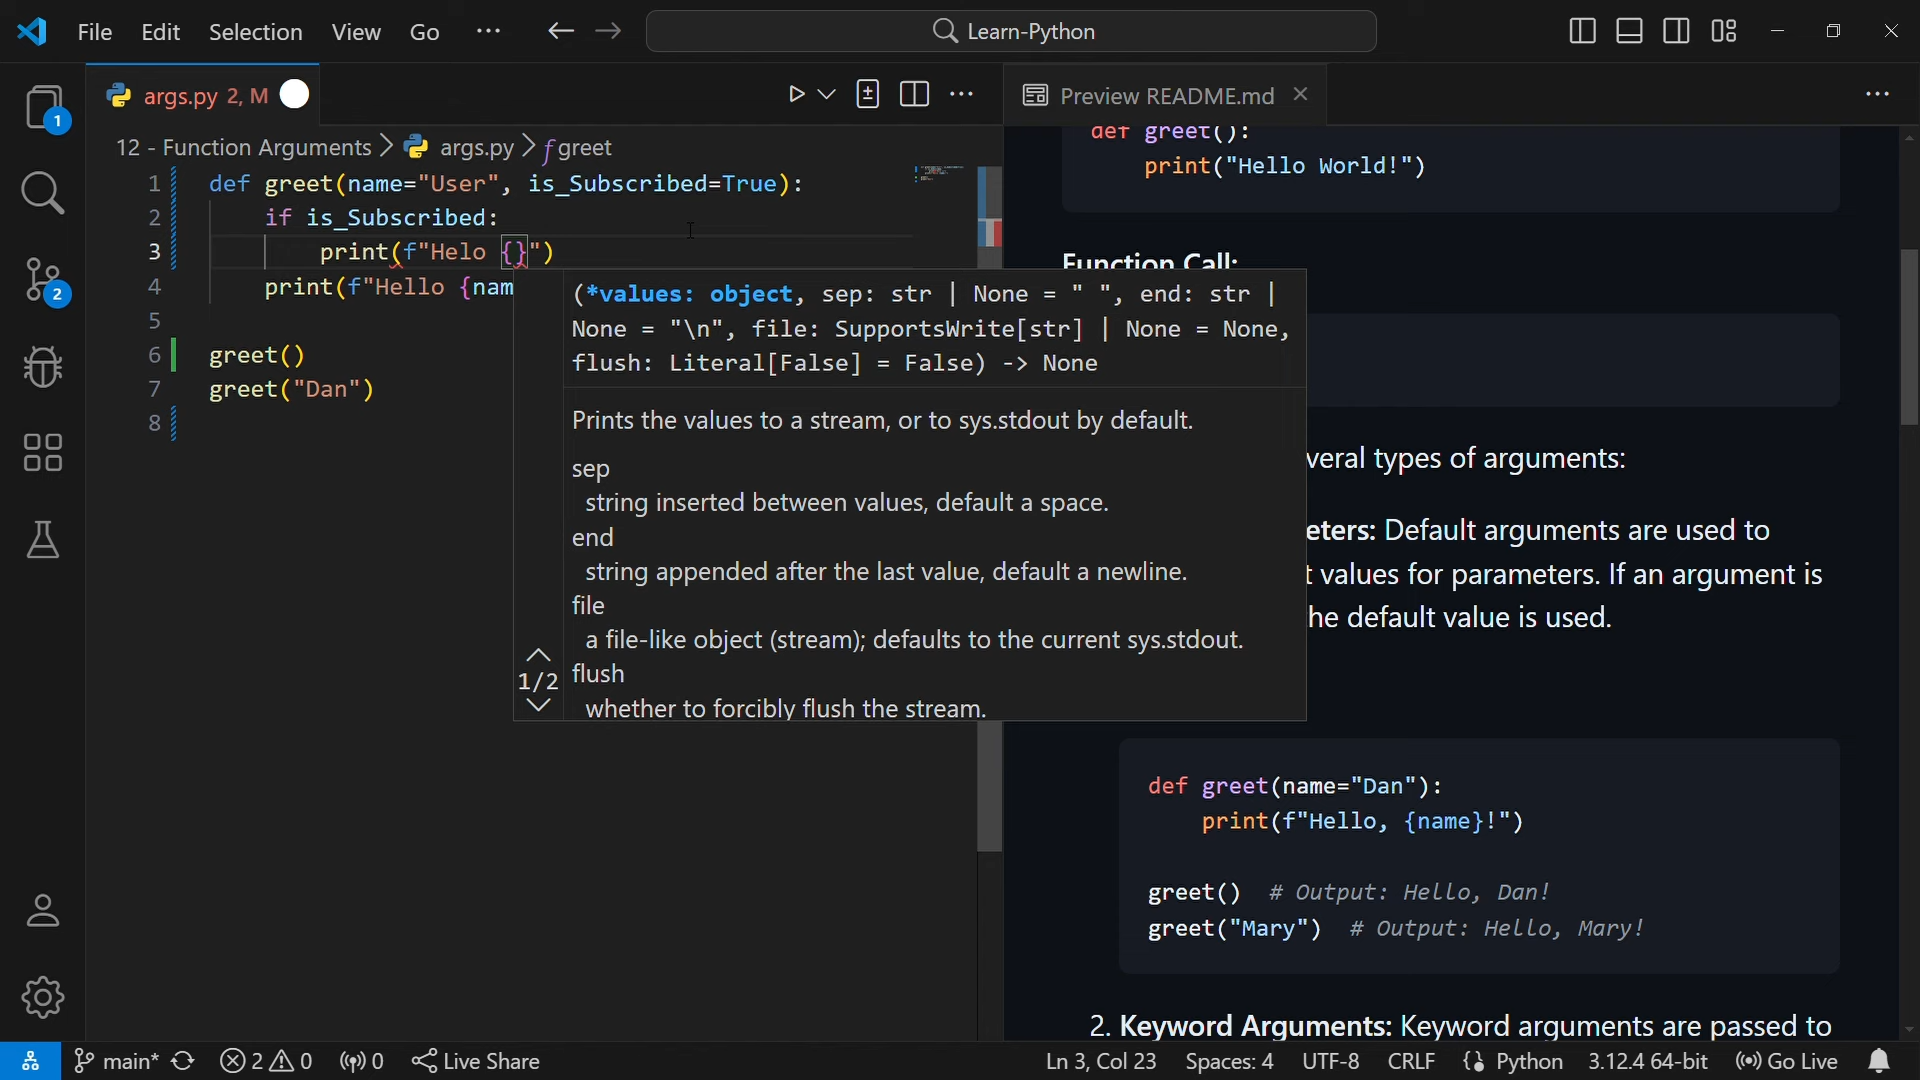 File Edit Selection View Go ··· Learn-Python
args.py 2, M
Preview README.md
12 - Function Arguments > args.py > greet
1 def greet(name="User", is_Subscribed=True):
2 if is_Subscribed:
3 print(f"Helo {}")
4 print(f"Hello {nam
5
6 greet()
7 greet("Dan")
8
(*values: object, sep: str | None = " ", end: str |
None = "\n", file: SupportsWrite[str] | None = None,
flush: Literal[False] = False) -> None
Prints the values to a stream, or to sys.stdout by default.
sep
string inserted between values, default a space.
end
string appended after the last value, default a newline.
file
a file-like object (stream); defaults to the current sys.stdout.
flush
whether to forcibly flush the stream.
1/2
def greet():
print("Hello World!")
Function Call:
veral types of arguments:
eters: Default arguments are used to
t values for parameters. If an argument is
he default value is used.
def greet(name="Dan"):
print(f"Hello, {name}!")
greet() # Output: Hello, Dan!
greet("Mary") # Output: Hello, Mary!
2. Keyword Arguments: Keyword arguments are passed to
1
2
main* 2 0 0 Live Share Ln 3, Col 23 Spaces: 4 UTF-8 CRLF {} Python 3.12.4 64-bit Go Live